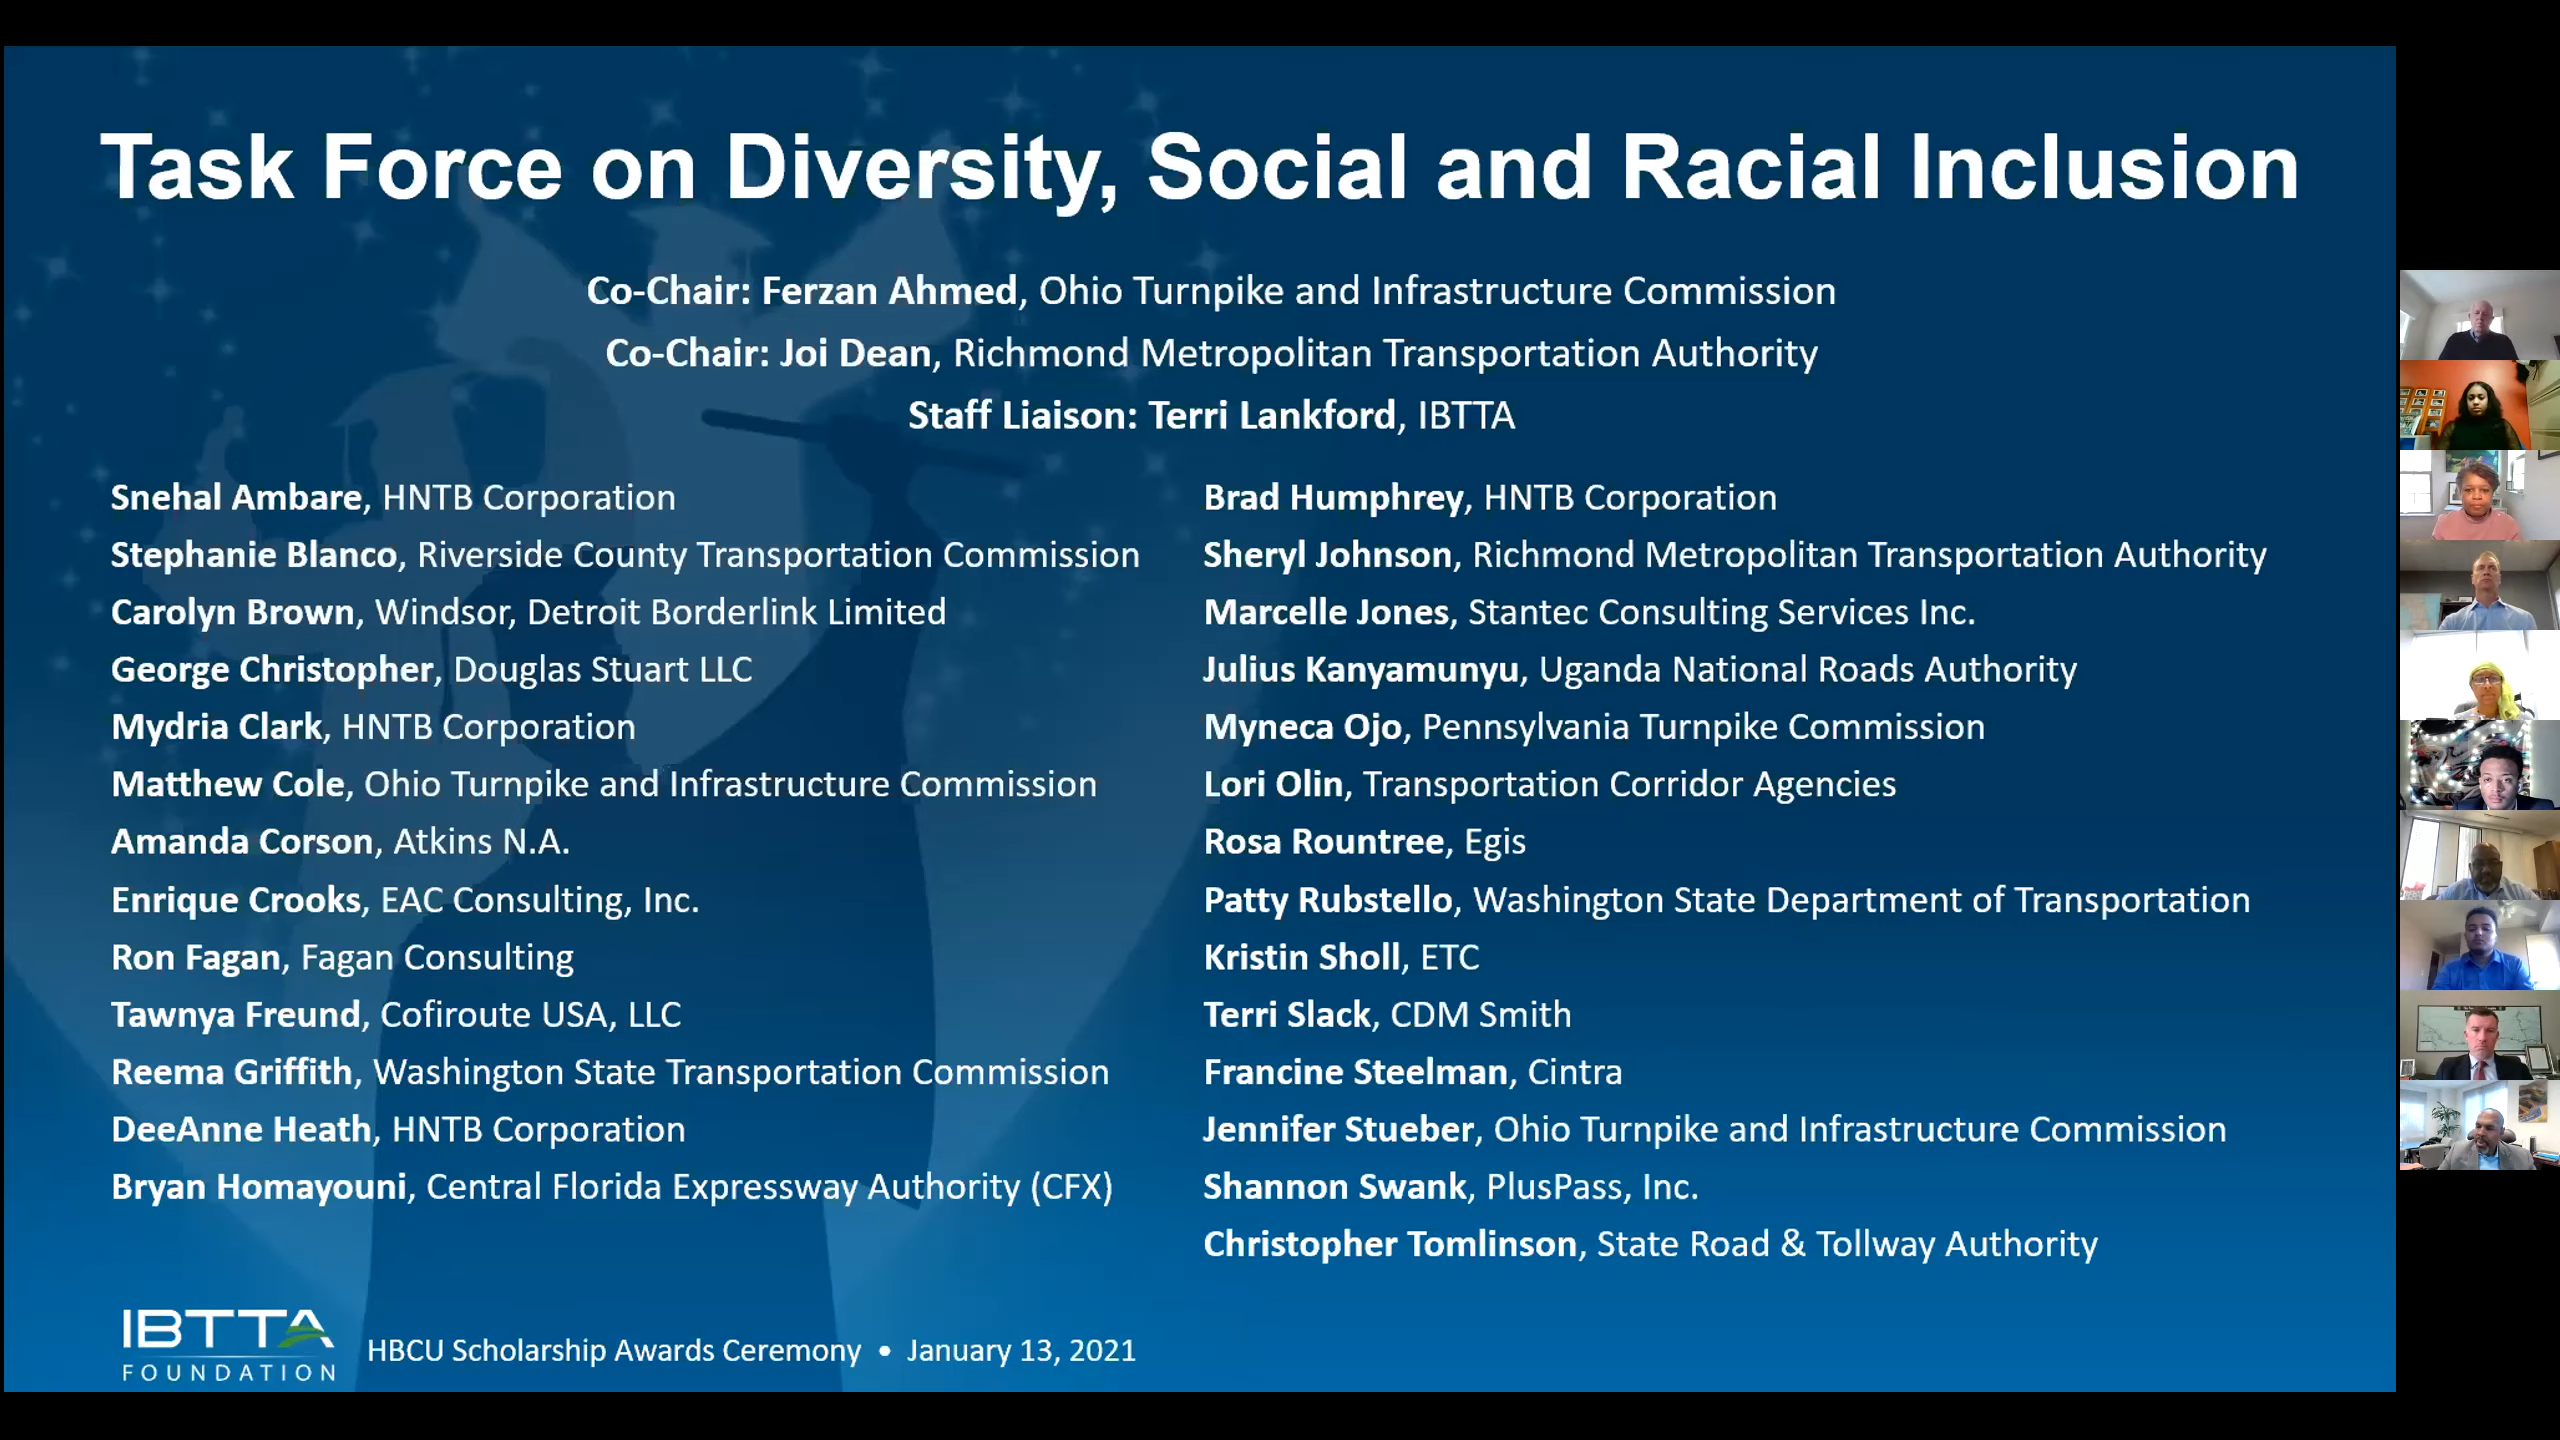 Task Force on Diversity, Social and Racial Inclusion
Co-Chair: Ferzan Ahmed, Ohio Turnpike and Infrastructure Commission
Co-Chair: Joi Dean, Richmond Metropolitan Transportation Authority
Staff Liaison: Terri Lankford, IBTTA
Snehal Ambare, HNTB Corporation
Stephanie Blanco, Riverside County Transportation Commission
Carolyn Brown, Windsor, Detroit Borderlink Limited
George Christopher, Douglas Stuart LLC
Mydria Clark, HNTB Corporation
Matthew Cole, Ohio Turnpike and Infrastructure Commission
Amanda Corson, Atkins N.A.
Enrique Crooks, EAC Consulting, Inc.
Ron Fagan, Fagan Consulting
Tawnya Freund, Cofiroute USA, LLC
Reema Griffith, Washington State Transportation Commission
DeeAnne Heath, HNTB Corporation
Bryan Homayouni, Central Florida Expressway Authority (CFX)
Brad Humphrey, HNTB Corporation
Sheryl Johnson, Richmond Metropolitan Transportation Authority
Marcelle Jones, Stantec Consulting Services Inc.
Julius Kanyamunyu, Uganda National Roads Authority
Myneca Ojo, Pennsylvania Turnpike Commission
Lori Olin, Transportation Corridor Agencies
Rosa Rountree, Egis
Patty Rubstello, Washington State Department of Transportation
Kristin Sholl, ETC
Terri Slack, CDM Smith
Francine Steelman, Cintra
Jennifer Stueber, Ohio Turnpike and Infrastructure Commission
Shannon Swank, PlusPass, Inc.
Christopher Tomlinson, State Road & Tollway Authority
IBTTA
FOUNDATION
HBCU Scholarship Awards Ceremony • January 13, 2021